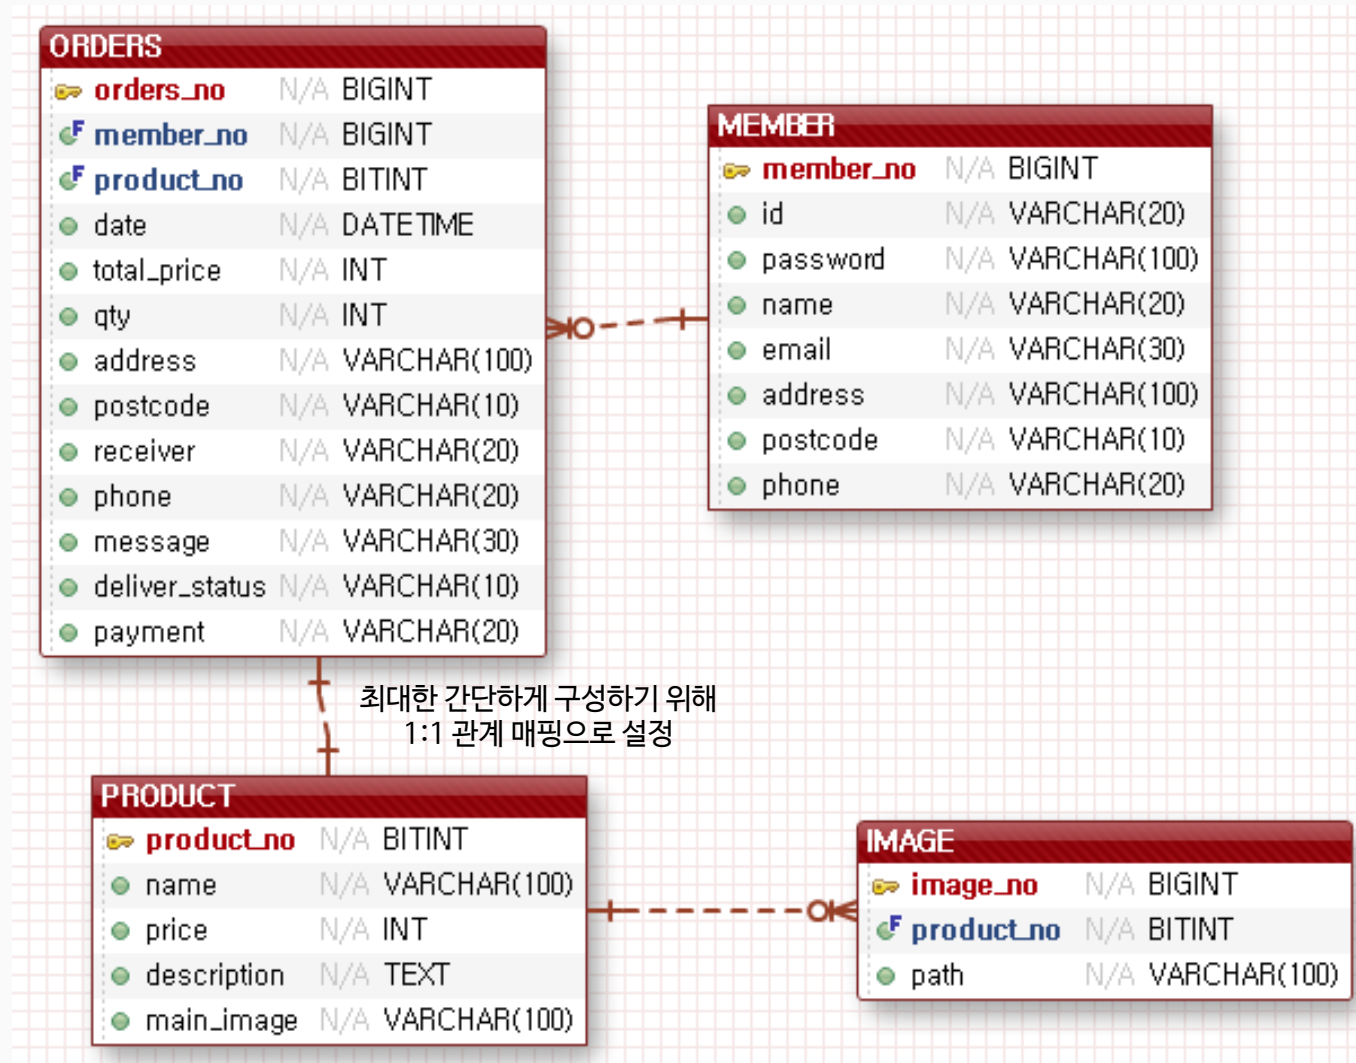 ORDERS
orders_no N/A BIGINT
member_no N/A BIGINT
product_no N/A BITINT
date N/A DATETIME
total_price N/A INT
qty N/A INT
address N/A VARCHAR(100)
postcode N/A VARCHAR(10)
receiver N/A VARCHAR(20)
phone N/A VARCHAR(20)
message N/A VARCHAR(30)
deliver_status N/A VARCHAR(10)
payment N/A VARCHAR(20)
MEMBER
member_no N/A BIGINT
id N/A VARCHAR(20)
password N/A VARCHAR(100)
name N/A VARCHAR(20)
email N/A VARCHAR(30)
address N/A VARCHAR(100)
postcode N/A VARCHAR(10)
phone N/A VARCHAR(20)
최대한 간단하게 구성하기 위해
1:1 관계 매핑으로 설정
PRODUCT
product_no N/A BITINT
name N/A VARCHAR(100)
price N/A INT
description N/A TEXT
main_image N/A VARCHAR(100)
IMAGE
image_no N/A BIGINT
product_no N/A BITINT
path N/A VARCHAR(100)